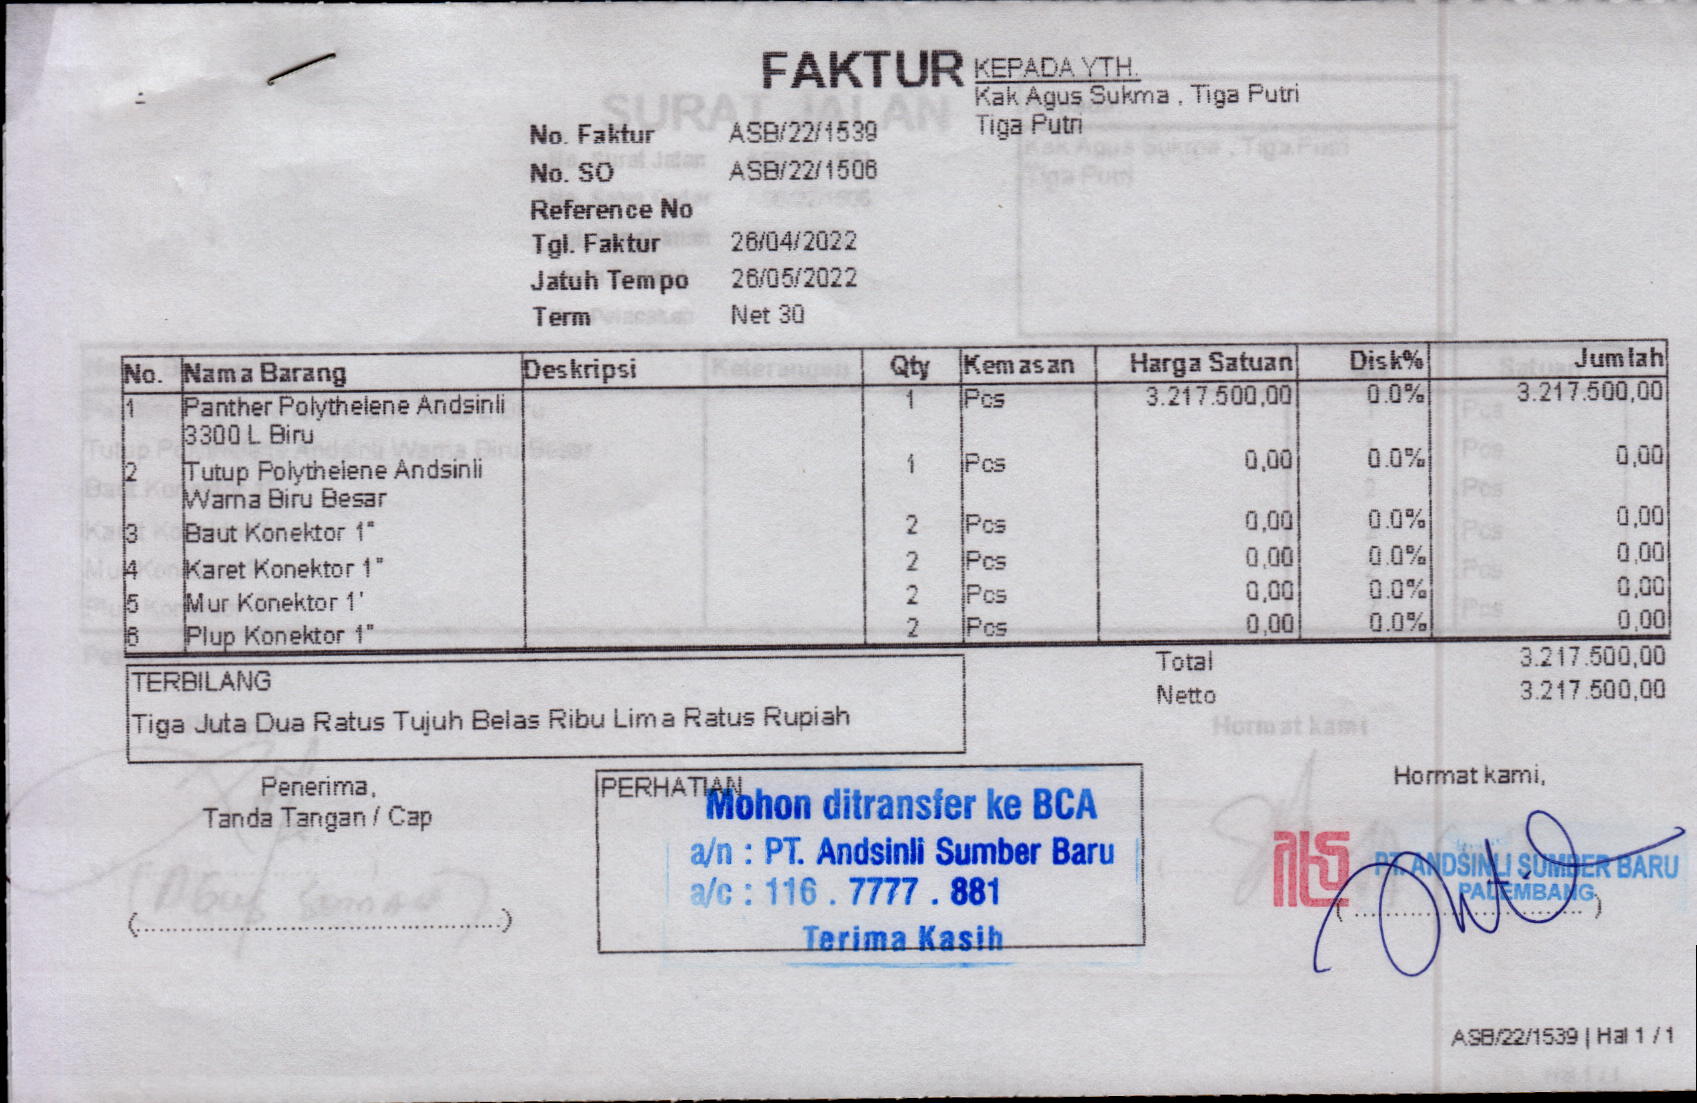 FAKTUR
KEPADA YTH.
Kak Agus Sukma , Tiga Putri
Tiga Putri
No. Faktur ASB/22/1539
No. SO ASB/22/1506
Reference No
Tgl. Faktur 26/04/2022
Jatuh Tempo 26/05/2022
Term Net 30
No. Nama Barang Deskripsi Qty Kemasan Harga Satuan Disk% Jumlah
1 Panther Polythelene Andsinli 1 Pcs 3.217.500,00 0.0% 3.217.500,00
3300 L Biru
2 Tutup Polythelene Andsinli 1 Pcs 0,00 0.0% 0,00
Warna Biru Besar
3 Baut Konektor 1" 2 Pcs 0,00 0.0% 0,00
4 Karet Konektor 1" 2 Pcs 0,00 0.0% 0,00
5 Mur Konektor 1' 2 Pcs 0,00 0.0% 0,00
6 Plup Konektor 1" 2 Pcs 0,00 0.0% 0,00
Total 3.217.500,00
Netto 3.217.500,00
TERBILANG
Tiga Juta Dua Ratus Tujuh Belas Ribu Lima Ratus Rupiah
Penerima,
Tanda Tangan / Cap
(......................................................)
PERHATIAN
Mohon ditransfer ke BCA
a/n : PT. Andsinli Sumber Baru
a/c : 116 . 7777 . 881
Terima Kasih
Hormat kami,
PT. ANDSINLI SUMBER BARU
PALEMBANG
(....................................)
ASB/22/1539 | Hal 1 / 1